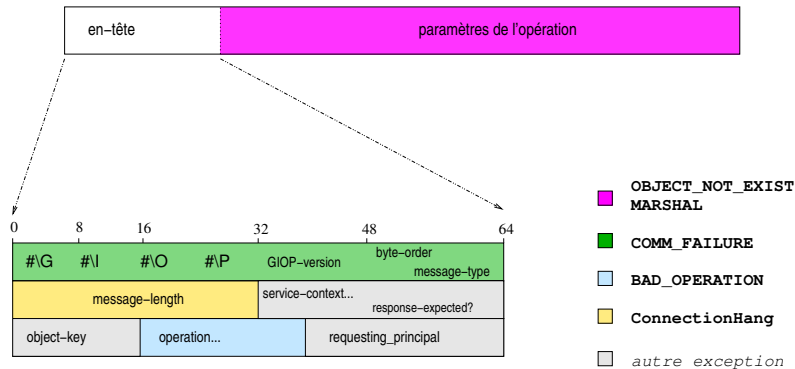 en-tête paramètres de l'opération
0 8 16 32 48 64
#\G #\I #\O #\P GIOP-version byte-order
message-type
message-length service-context...
response-expected?
object-key operation... requesting_principal
OBJECT_NOT_EXIST
MARSHAL
COMM_FAILURE
BAD_OPERATION
ConnectionHang
autre exception